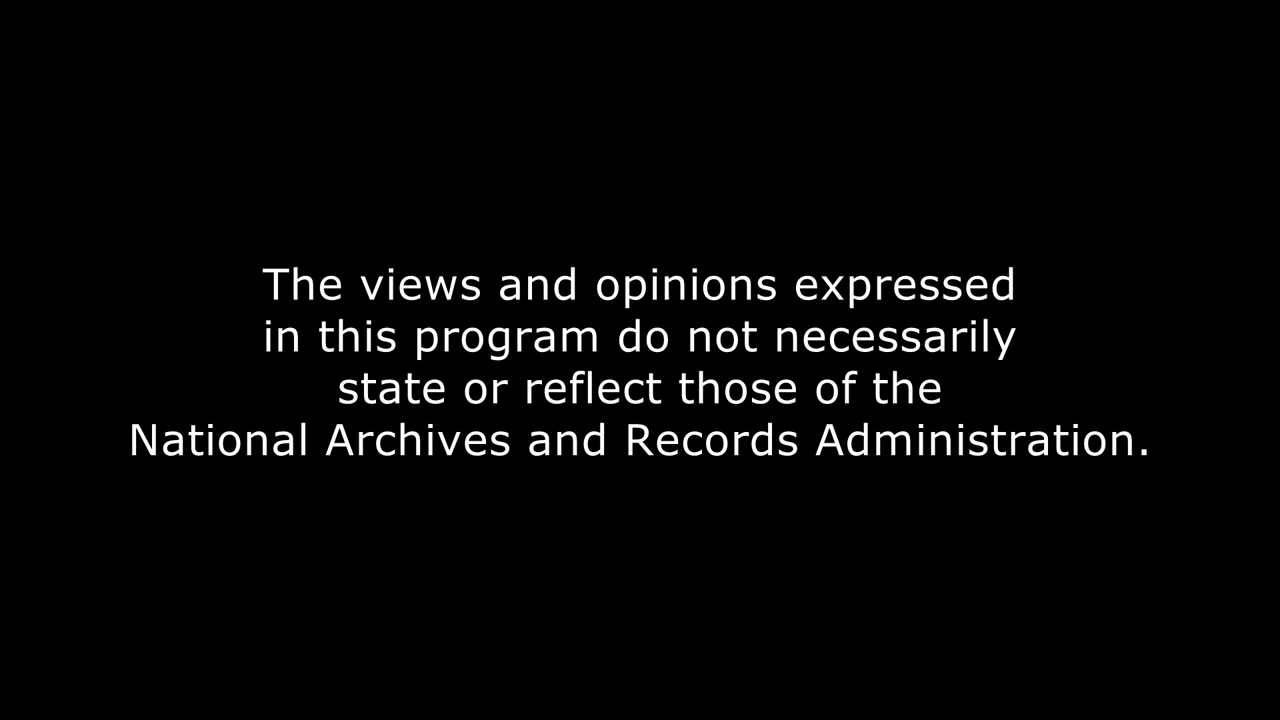 The views and opinions expressed
in this program do not necessarily
state or reflect those of the
National Archives and Records Administration.